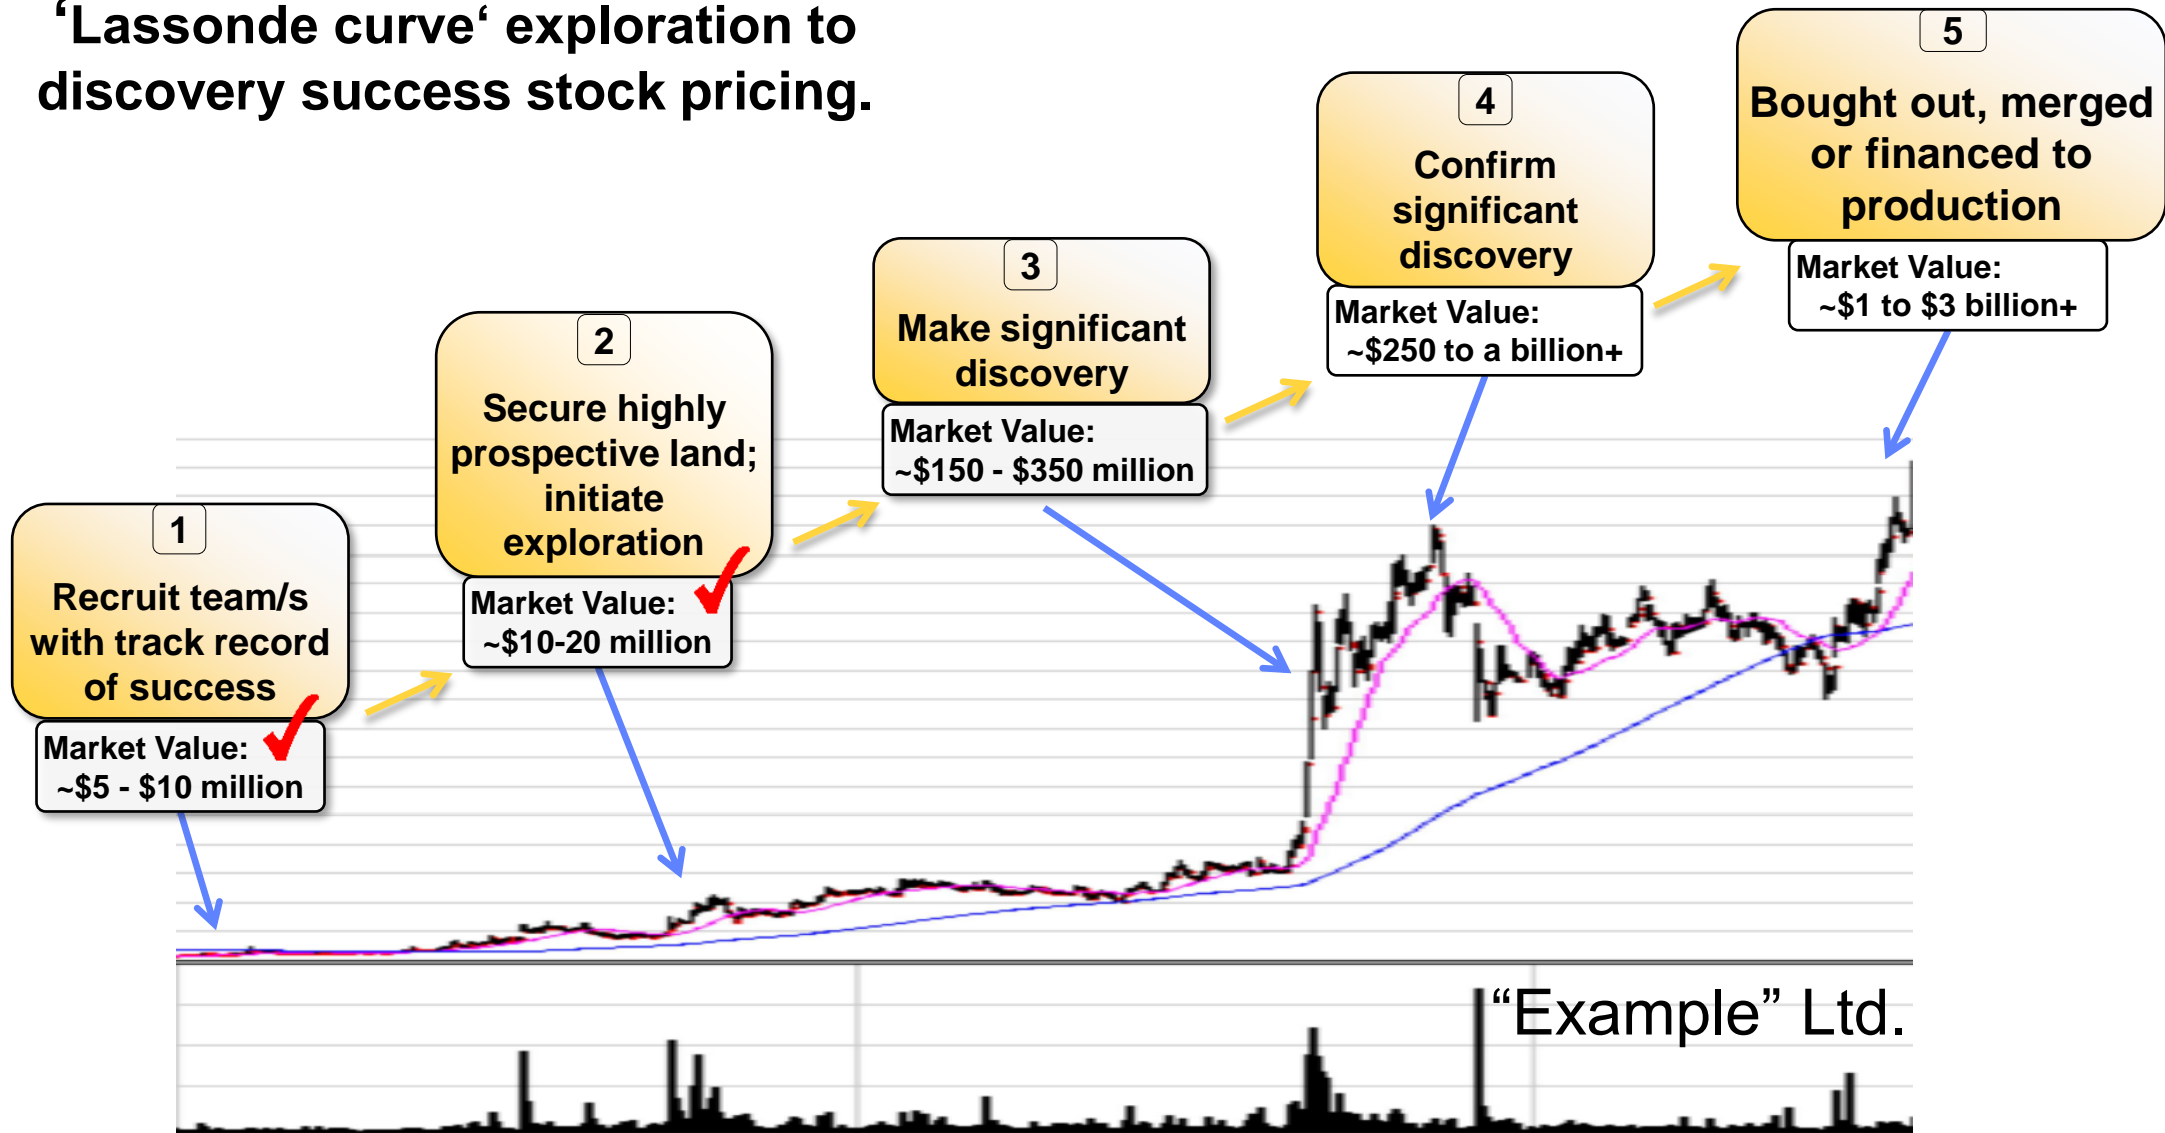 ‘Lassonde curve‘ exploration to
discovery success stock pricing.
1
Recruit team/s
with track record
of success
Market Value:
~$5 - $10 million
2
Secure highly
prospective land;
initiate
exploration
Market Value:
~$10-20 million
3
Make significant
discovery
Market Value:
~$150 - $350 million
4
Confirm
significant
discovery
Market Value:
~$250 to a billion+
5
Bought out, merged
or financed to
production
Market Value:
~$1 to $3 billion+
“Example” Ltd.